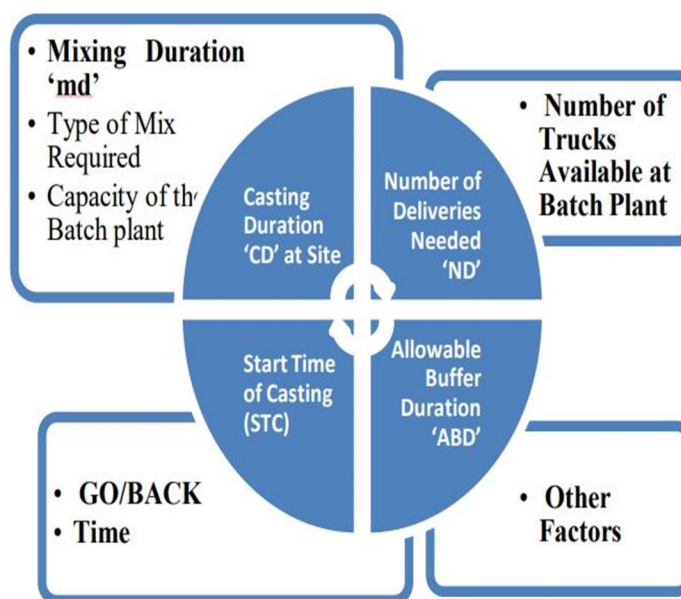 • Mixing Duration
‘md’
• Type of Mix
Required
• Capacity of the
Batch plant
• Number of
Trucks
Available at
Batch Plant
Casting
Duration
‘CD’ at Site
Number of
Deliveries
Needed
‘ND’
Start Time
of Casting
(STC)
Allowable
Buffer
Duration
‘ABD’
• GO/BACK
• Time
• Other
Factors